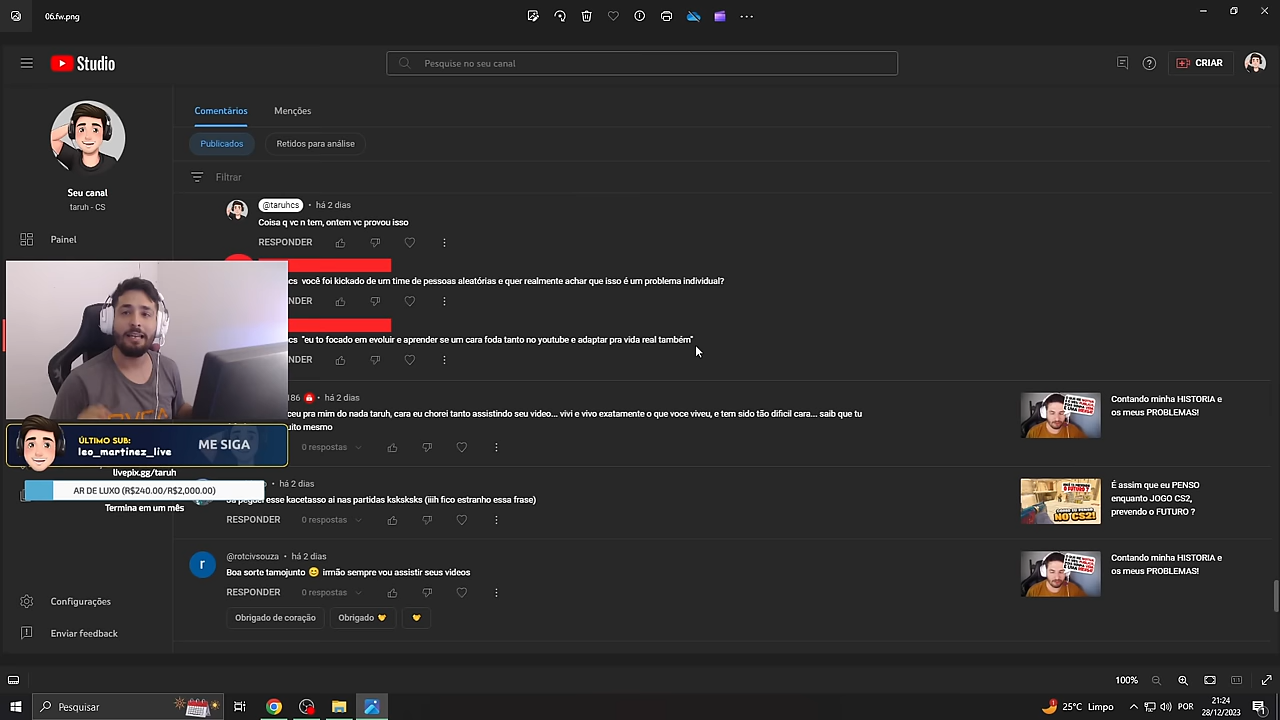 06.fw.png
Studio
Pesquise no seu canal
CRIAR
Comentários
Menções
Publicados
Retidos para análise
Filtrar
Seu canal
taruh - CS
Painel
@taruhcs • há 2 dias
Coisa q vc n tem, ontem vc provou isso
RESPONDER
cs você foi kickado de um time de pessoas aleatórias e quer realmente achar que isso é um problema individual?
NDER
cs "eu to focado em evoluir e aprender se um cara foda tanto no youtube e adaptar pra vida real também"
NDER
186 • há 2 dias
ceu pra mim do nada taruh, cara eu chorei tanto assistindo seu video... vivi e vivo exatamente o que voce viveu, e tem sido tão dificil cara... saib que tu
uito mesmo
0 respostas
Contando minha HISTORIA e
os meus PROBLEMAS!
ÚLTIMO SUB:
leo_martinez_live
ME SIGA
livepix.gg/taruh
AR DE LUXO (R$240.00/R$2,000.00)
Termina em um mês
• há 2 dias
esse kacetasso ai nas partidas ksksksks (iiih fico estranho essa frase)
RESPONDER
0 respostas
NO CS2!
É assim que eu PENSO
enquanto JOGO CS2,
prevendo o FUTURO ?
r
@rotcivsouza • há 2 dias
Boa sorte tamojunto 😊 irmão sempre vou assistir seus videos
RESPONDER
0 respostas
Obrigado de coração
Obrigado 🧡
🧡
Contando minha HISTORIA e
os meus PROBLEMAS!
Configurações
Enviar feedback
100%
Pesquisar
25°C Limpo
POR
21:24
28/12/2023